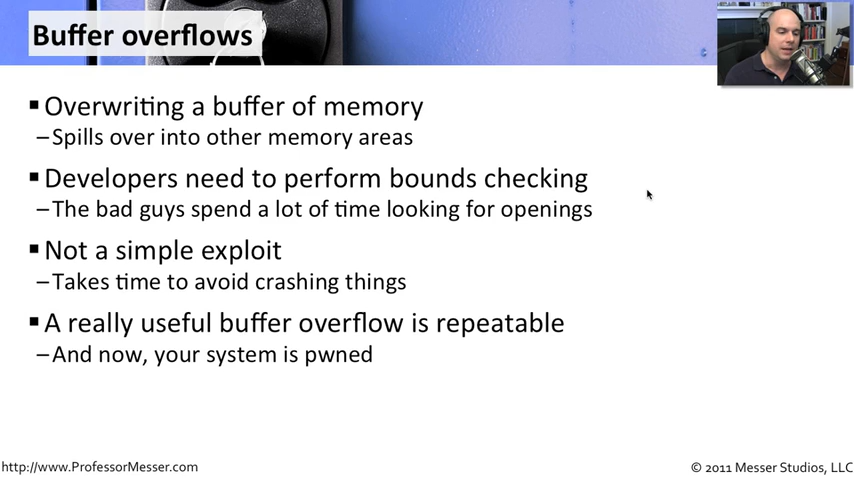 Buffer overflows
▪ Overwriting a buffer of memory
– Spills over into other memory areas
▪ Developers need to perform bounds checking
– The bad guys spend a lot of time looking for openings
▪ Not a simple exploit
– Takes time to avoid crashing things
▪ A really useful buffer overflow is repeatable
– And now, your system is pwned
http://www.ProfessorMesser.com
© 2011 Messer Studios, LLC